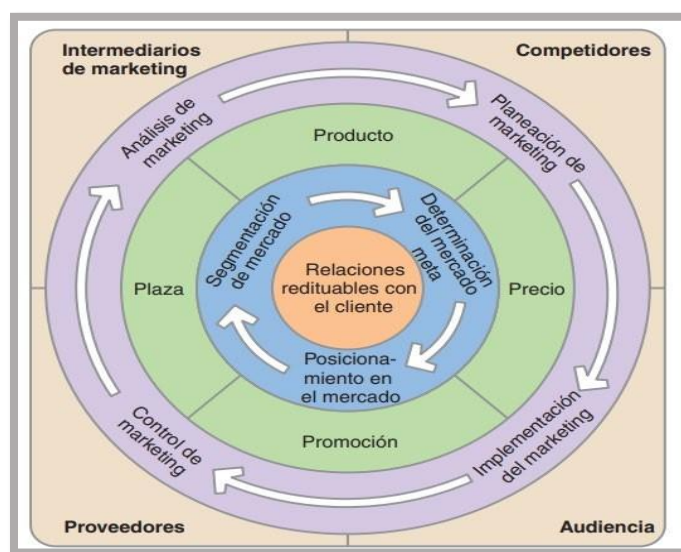 Intermediarios
de marketing
Competidores
Análisis de
marketing
Planeación de
marketing
Producto
Segmentación
de mercado
Determinación
del mercado
meta
Plaza
Relaciones
redituables con
el cliente
Precio
Posiciona-
miento en
el mercado
Control de
marketing
Promoción
Implementación
del marketing
Proveedores
Audiencia